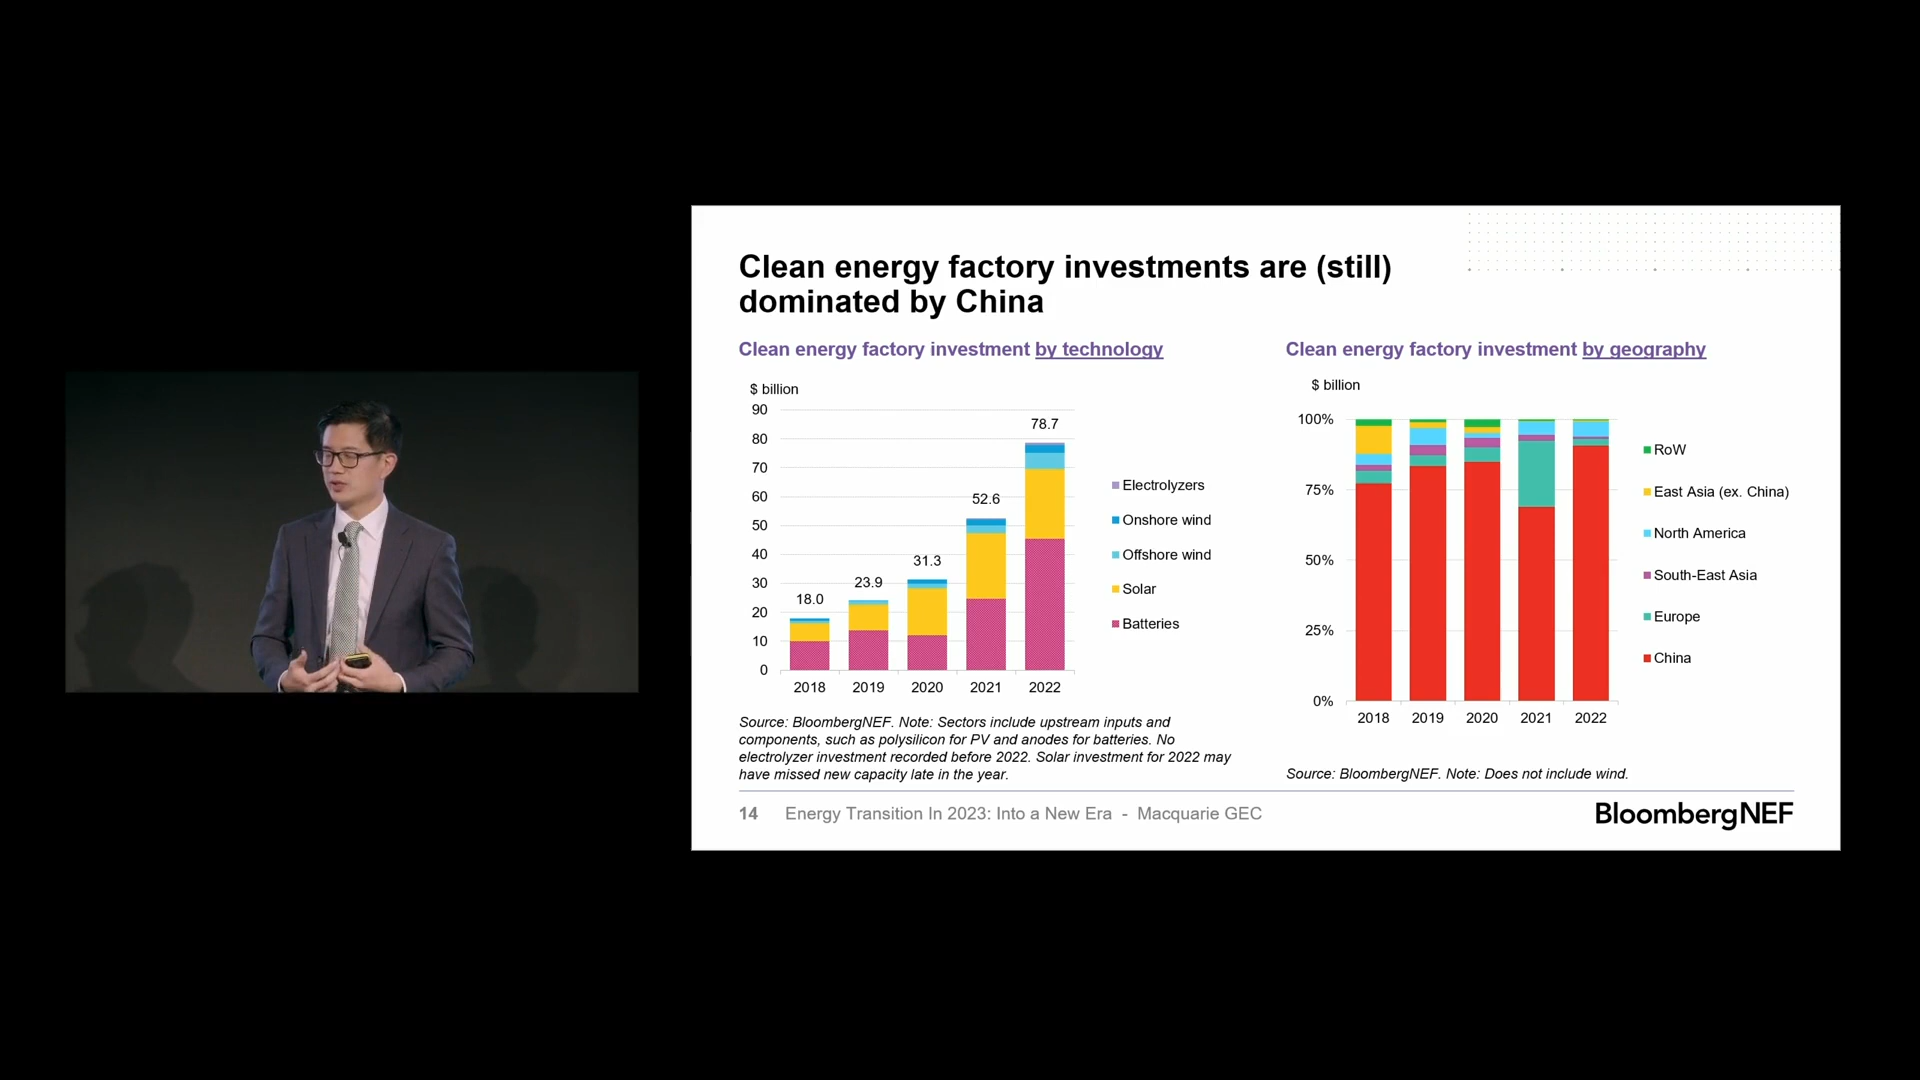 Clean energy factory investments are (still)
dominated by China
Clean energy factory investment by technology
$ billion
90
80
70
60
50
40
30
20
10
0
18.0
23.9
31.3
52.6
78.7
2018 2019 2020 2021 2022
Electrolyzers
Onshore wind
Offshore wind
Solar
Batteries
Source: BloombergNEF. Note: Sectors include upstream inputs and
components, such as polysilicon for PV and anodes for batteries. No
electrolyzer investment recorded before 2022. Solar investment for 2022 may
have missed new capacity late in the year.
Clean energy factory investment by geography
$ billion
100%
75%
50%
25%
0%
2018 2019 2020 2021 2022
RoW
East Asia (ex. China)
North America
South-East Asia
Europe
China
Source: BloombergNEF. Note: Does not include wind.
14 Energy Transition In 2023: Into a New Era - Macquarie GEC
BloombergNEF